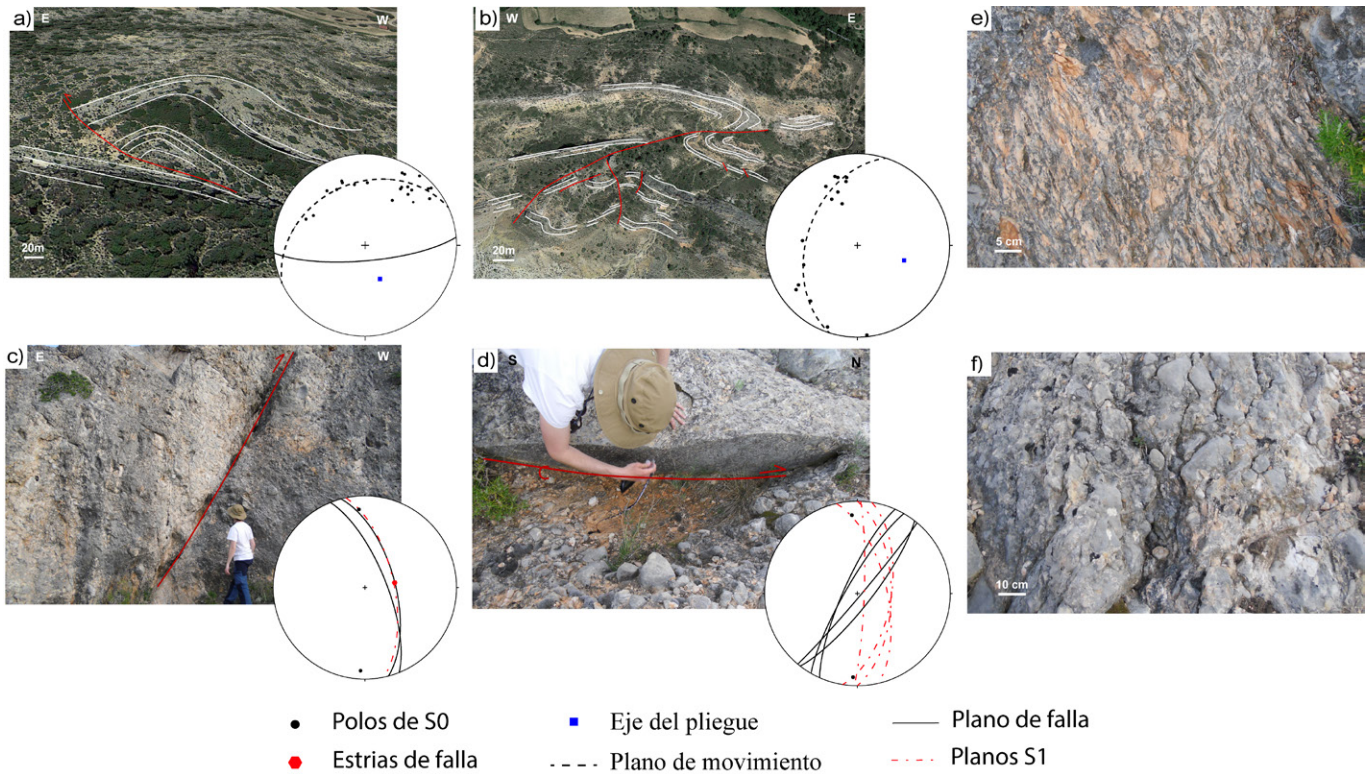 a) E W
20m
b) W E
20m
e)
5 cm
c) E W
d) S N
f)
10 cm
Polos de S0
Eje del pliegue
Plano de falla
Estrias de falla
Plano de movimiento
Planos S1